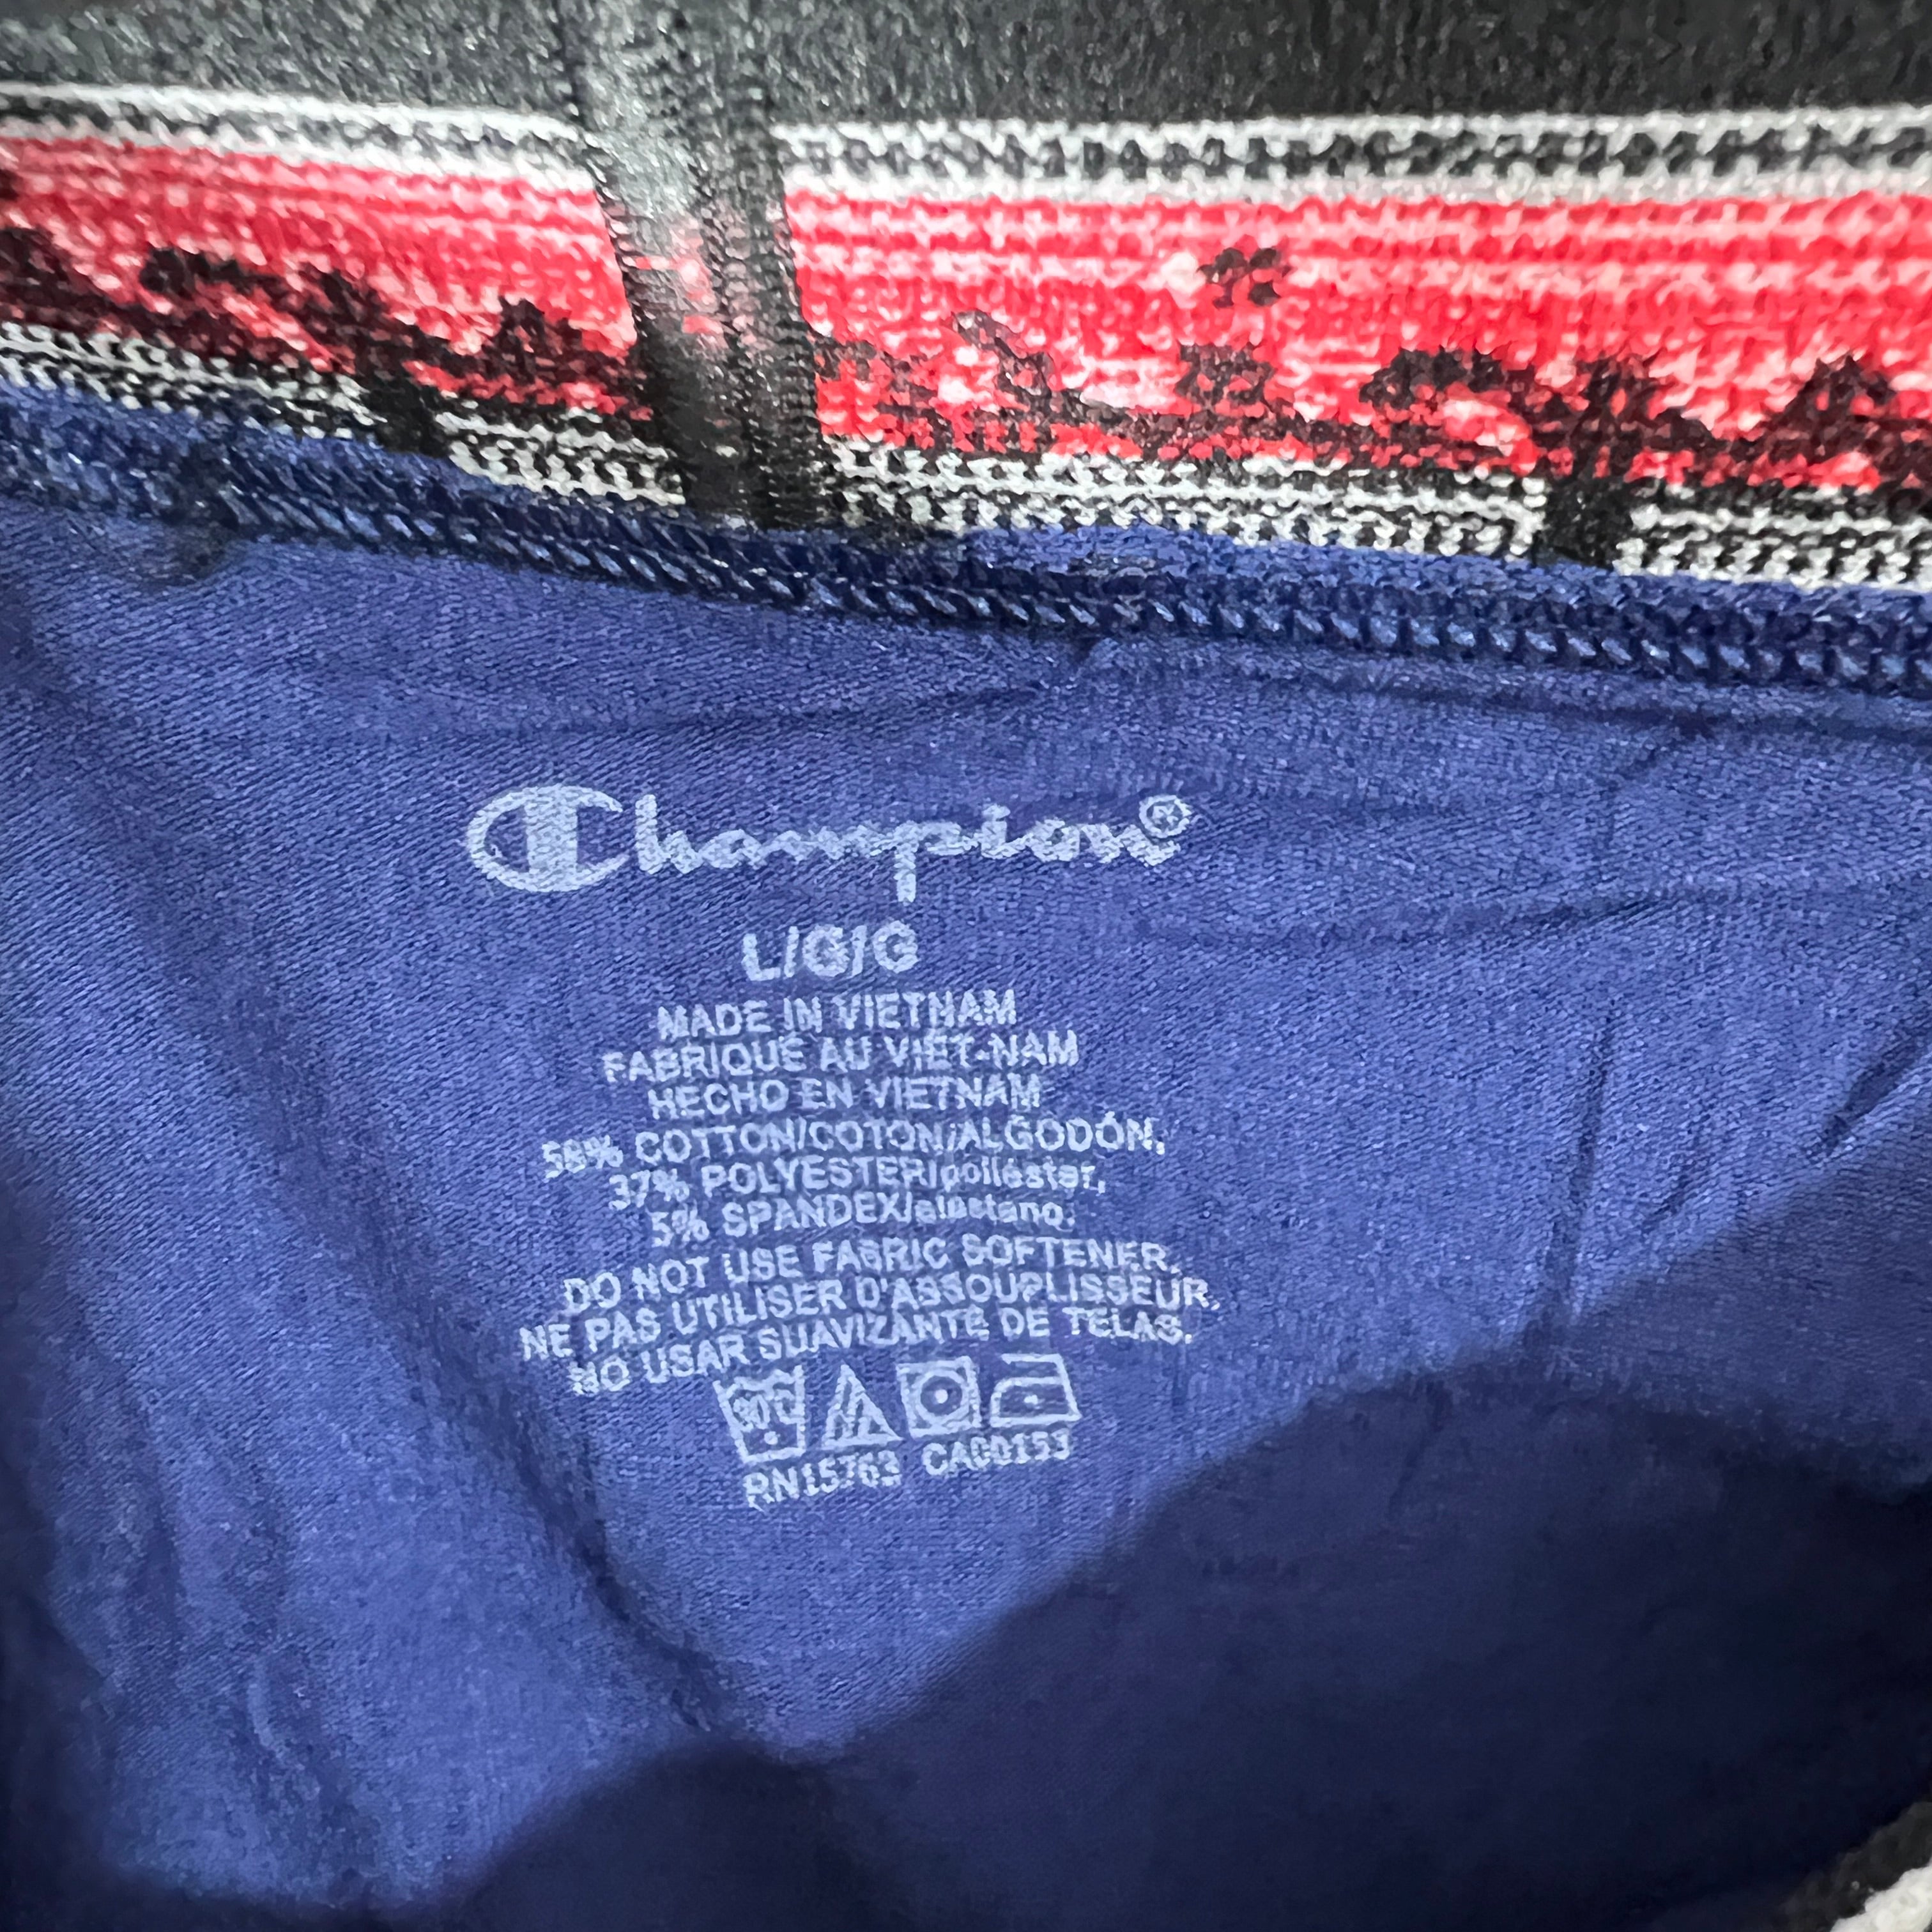 Champion®
L/G/G
MADE IN VIETNAM
FABRIQUÉ AU VIET-NAM
HECHO EN VIETNAM
58% COTTON/COTON/ALGODÓN,
37% POLYESTER/poliéster,
5% SPANDEX/elastano.
DO NOT USE FABRIC SOFTENER.
NE PAS UTILISER D'ASSOUPLISSEUR.
NO USAR SUAVIZANTE DE TELAS.
30°C
RN15763 CA00153